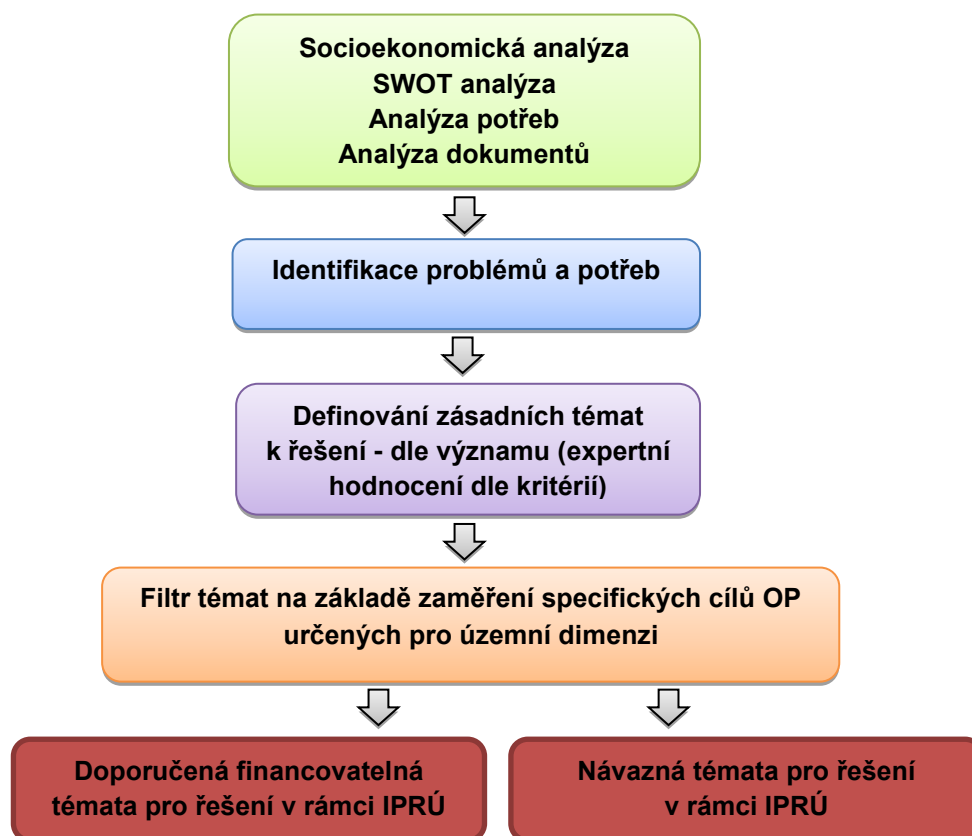 Socioekonomická analýza
SWOT analýza
Analýza potřeb
Analýza dokumentů
Identifikace problémů a potřeb
Definování zásadních témat
k řešení - dle významu (expertní
hodnocení dle kritérií)
Filtr témat na základě zaměření specifických cílů OP
určených pro územní dimenzi
Doporučená financovatelná
témata pro řešení v rámci IPRÚ
Návazná témata pro řešení
v rámci IPRÚ